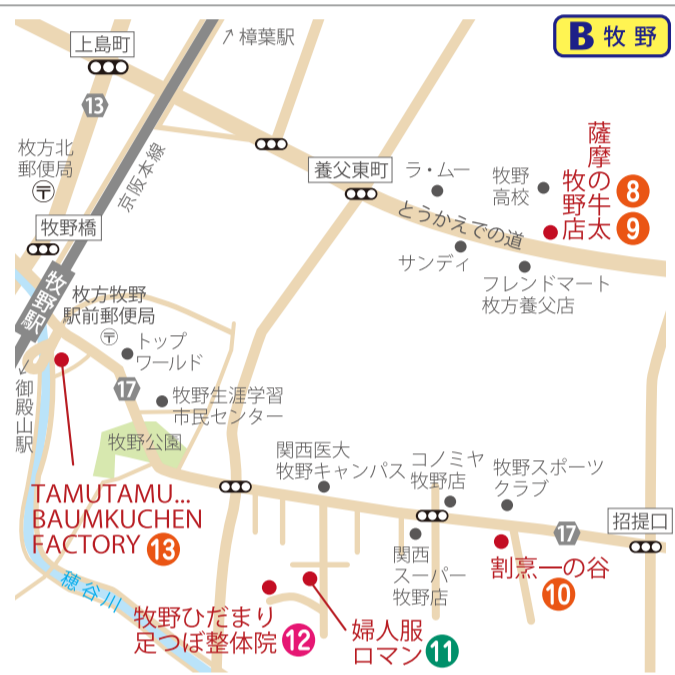 B 牧野
上島町
↗ 樟葉駅
13
枚方北
郵便局
〒
京阪本線
養父東町
ラ・ムー
牧野
高校
薩摩の牛太
牧野店
8
9
牧野橋
とうかえでの道
サンディ
フレンドマート
枚方養父店
牧野駅
枚方牧野
駅前郵便局
〒
トップ
ワールド
↙御殿山駅
17
牧野生涯学習
市民センター
牧野公園
関西医大
牧野キャンパス
コノミヤ
牧野店
牧野スポーツ
クラブ
招提口
17
TAMUTAMU...
BAUMKUCHEN
FACTORY 13
関西
スーパー
牧野店
割烹一の谷
10
穂谷川
牧野ひだまり
足つぼ整体院 12
婦人服
ロマン 11